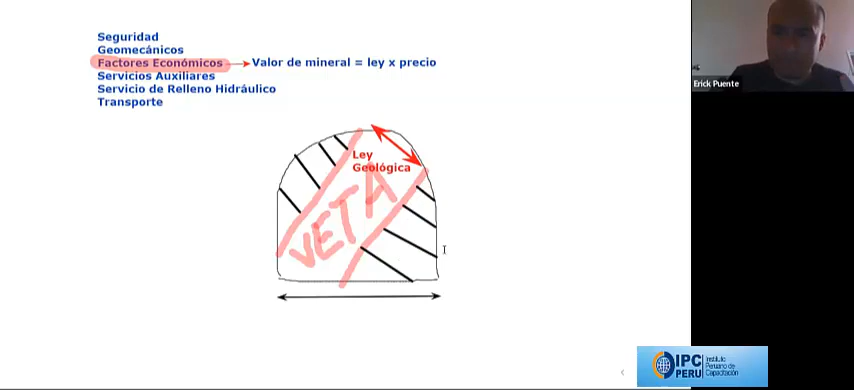 Seguridad
Geomecánicos
Factores Económicos
Valor de mineral = ley x precio
Servicios Auxiliares
Servicio de Relleno Hidráulico
Transporte
Ley
Geológica
VETA
Erick Puente
IPC PERU
Instituto
Peruano de
Capacitación